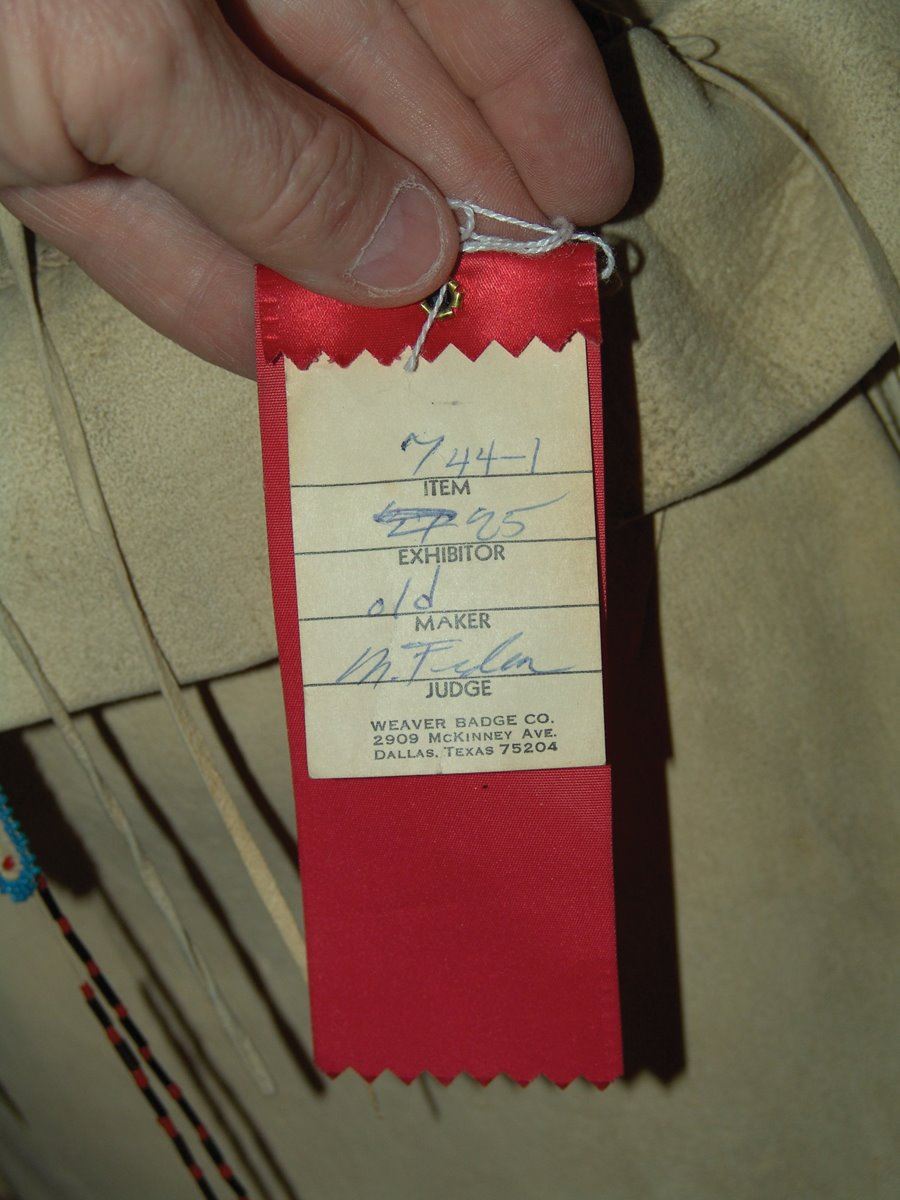 744-1
ITEM
95
EXHIBITOR
old
MAKER
M.
JUDGE
WEAVER BADGE CO.
2909 MCKINNEY AVE.
DALLAS, TEXAS 75204